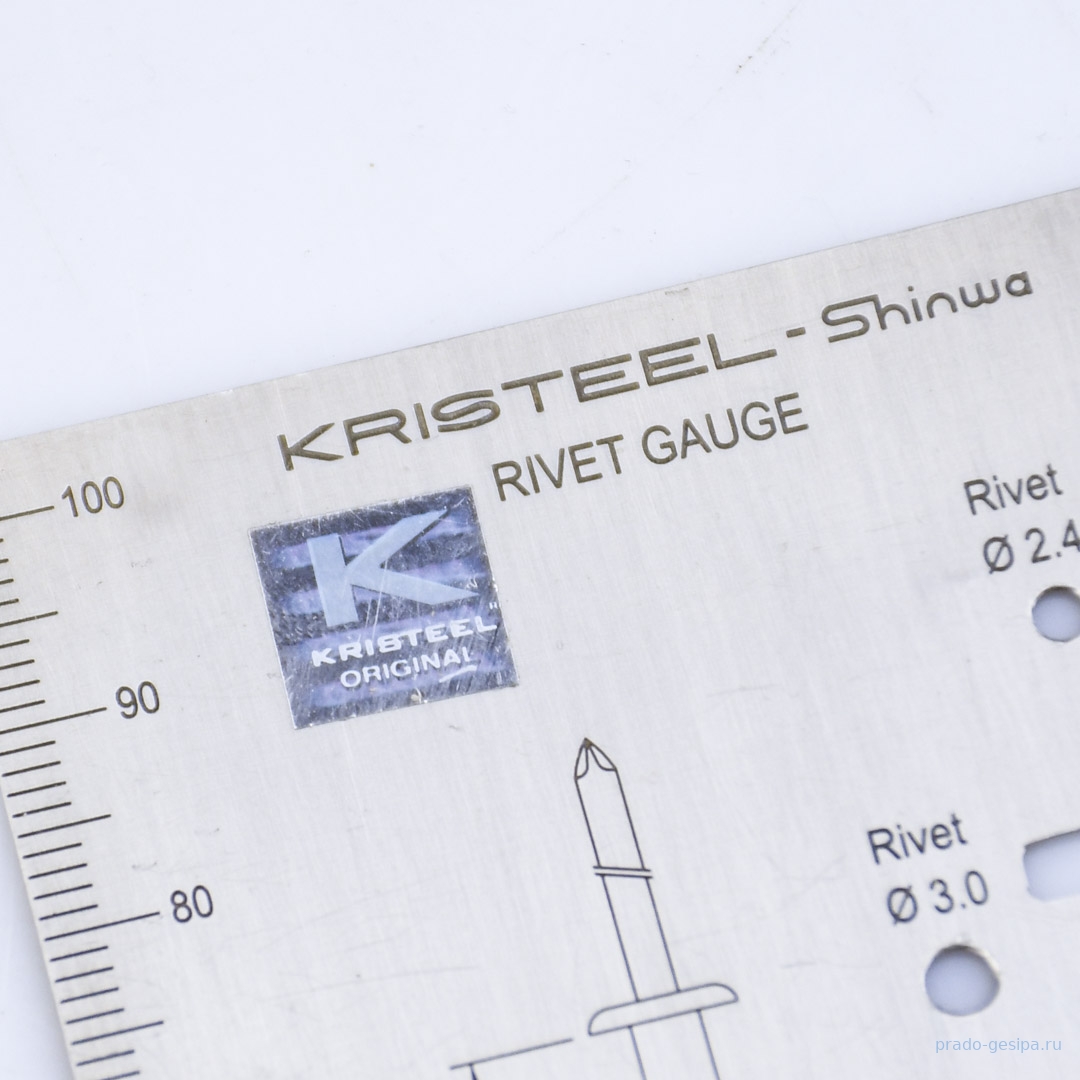 KRISTEEL - Shinwa
RIVET GAUGE
100
90
80
K
KRISTEEL
ORIGINAL
Rivet
Ø 2.4
Rivet
Ø 3.0
prado-gesipa.ru